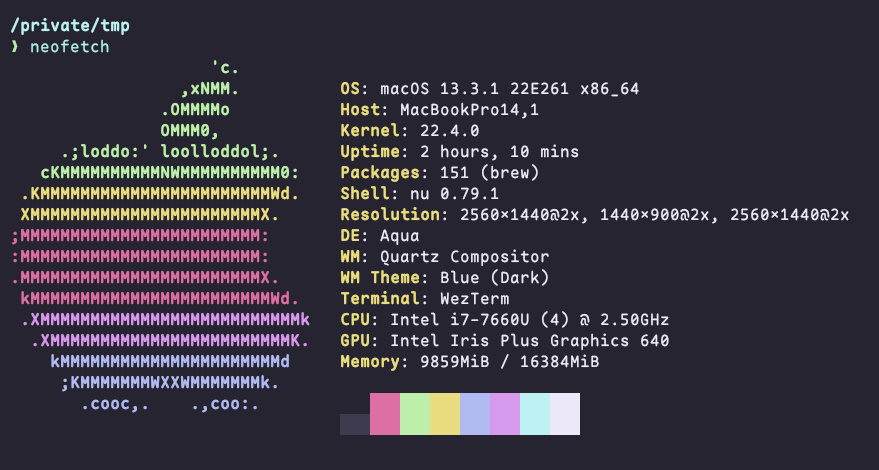 /private/tmp
❯ neofetch
                    'c.
                 ,xNMM.
               .OMMMMo
               OMMM0,
     .;loddo:' loolloddol;.
   cKMMMMMMMMMMNWMMMMMMMMMM0:
 .KMMMMMMMMMMMMMMMMMMMMMMMWd.
 XMMMMMMMMMMMMMMMMMMMMMMMX.
;MMMMMMMMMMMMMMMMMMMMMMMM:
:MMMMMMMMMMMMMMMMMMMMMMMM:
.MMMMMMMMMMMMMMMMMMMMMMMMX.
 kMMMMMMMMMMMMMMMMMMMMMMMMWd.
 .XMMMMMMMMMMMMMMMMMMMMMMMMMMk
  .XMMMMMMMMMMMMMMMMMMMMMMMMK.
    kMMMMMMMMMMMMMMMMMMMMMMd
     ;KMMMMMMMWXXWMMMMMMMk.
       .cooc,.    .,coo:.
OS: macOS 13.3.1 22E261 x86_64
Host: MacBookPro14,1
Kernel: 22.4.0
Uptime: 2 hours, 10 mins
Packages: 151 (brew)
Shell: nu 0.79.1
Resolution: 2560x1440@2x, 1440x900@2x, 2560x1440@2x
DE: Aqua
WM: Quartz Compositor
WM Theme: Blue (Dark)
Terminal: WezTerm
CPU: Intel i7-7660U (4) @ 2.50GHz
GPU: Intel Iris Plus Graphics 640
Memory: 9859MiB / 16384MiB